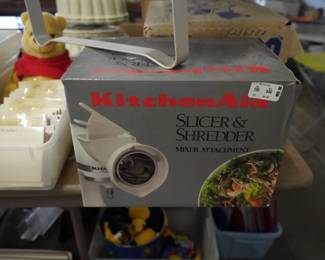 KitchenAid
SLICER &
SHREDDER
MIXER ATTACHMENT